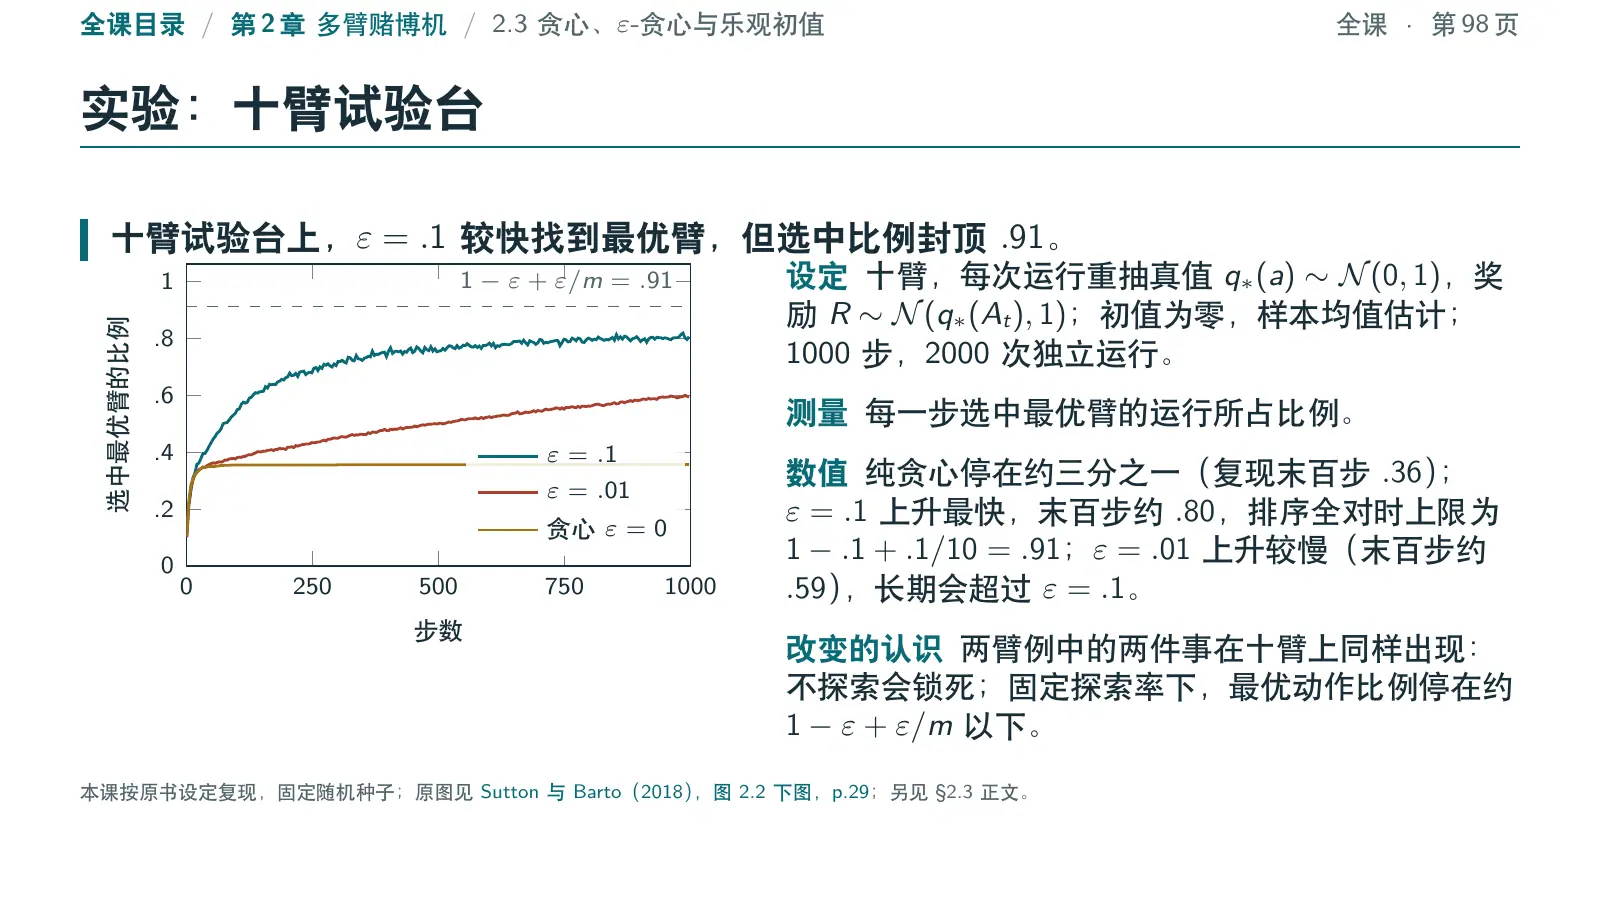 全课目录 / 第 2 章 多臂赌博机 / 2.3 贪心、ε-贪心与乐观初值
全课 · 第 98 页
实验：十臂试验台
十臂试验台上，ε = .1 较快找到最优臂，但选中比例封顶 .91。
选中最优臂的比例
1
.8
.6
.4
.2
0
1 − ε + ε/m = .91
ε = .1
ε = .01
贪心 ε = 0
0 250 500 750 1000
步数
设定 十臂，每次运行重抽真值 q∗(a) ∼ N(0, 1)，奖
励 R ∼ N(q∗(At), 1)；初值为零，样本均值估计；
1000 步，2000 次独立运行。
测量 每一步选中最优臂的运行所占比例。
数值 纯贪心停在约三分之一（复现末百步 .36）；
ε = .1 上升最快，末百步约 .80，排序全对时上限为
1 − .1 + .1/10 = .91；ε = .01 上升较慢（末百步约
.59），长期会超过 ε = .1。
改变的认识 两臂例中的两件事在十臂上同样出现：
不探索会锁死；固定探索率下，最优动作比例停在约
1 − ε + ε/m 以下。
本课按原书设定复现，固定随机种子；原图见 Sutton 与 Barto（2018），图 2.2 下图，p.29；另见 §2.3 正文。